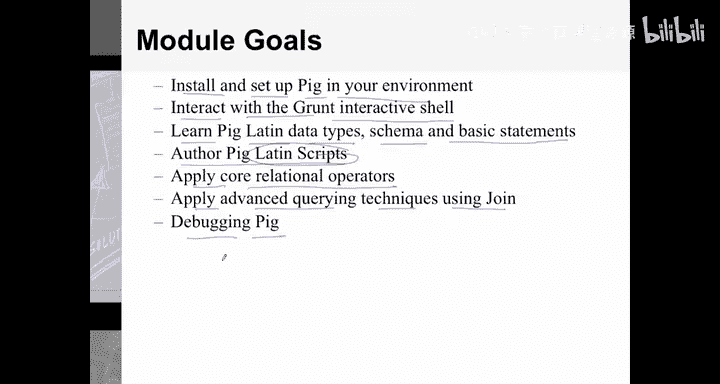 Module Goals
bilibili
– Install and set up Pig in your environment
– Interact with the Grunt interactive shell
– Learn Pig Latin data types, schema and basic statements
– Author Pig Latin Scripts
– Apply core relational operators
– Apply advanced querying techniques using Join
– Debugging Pig